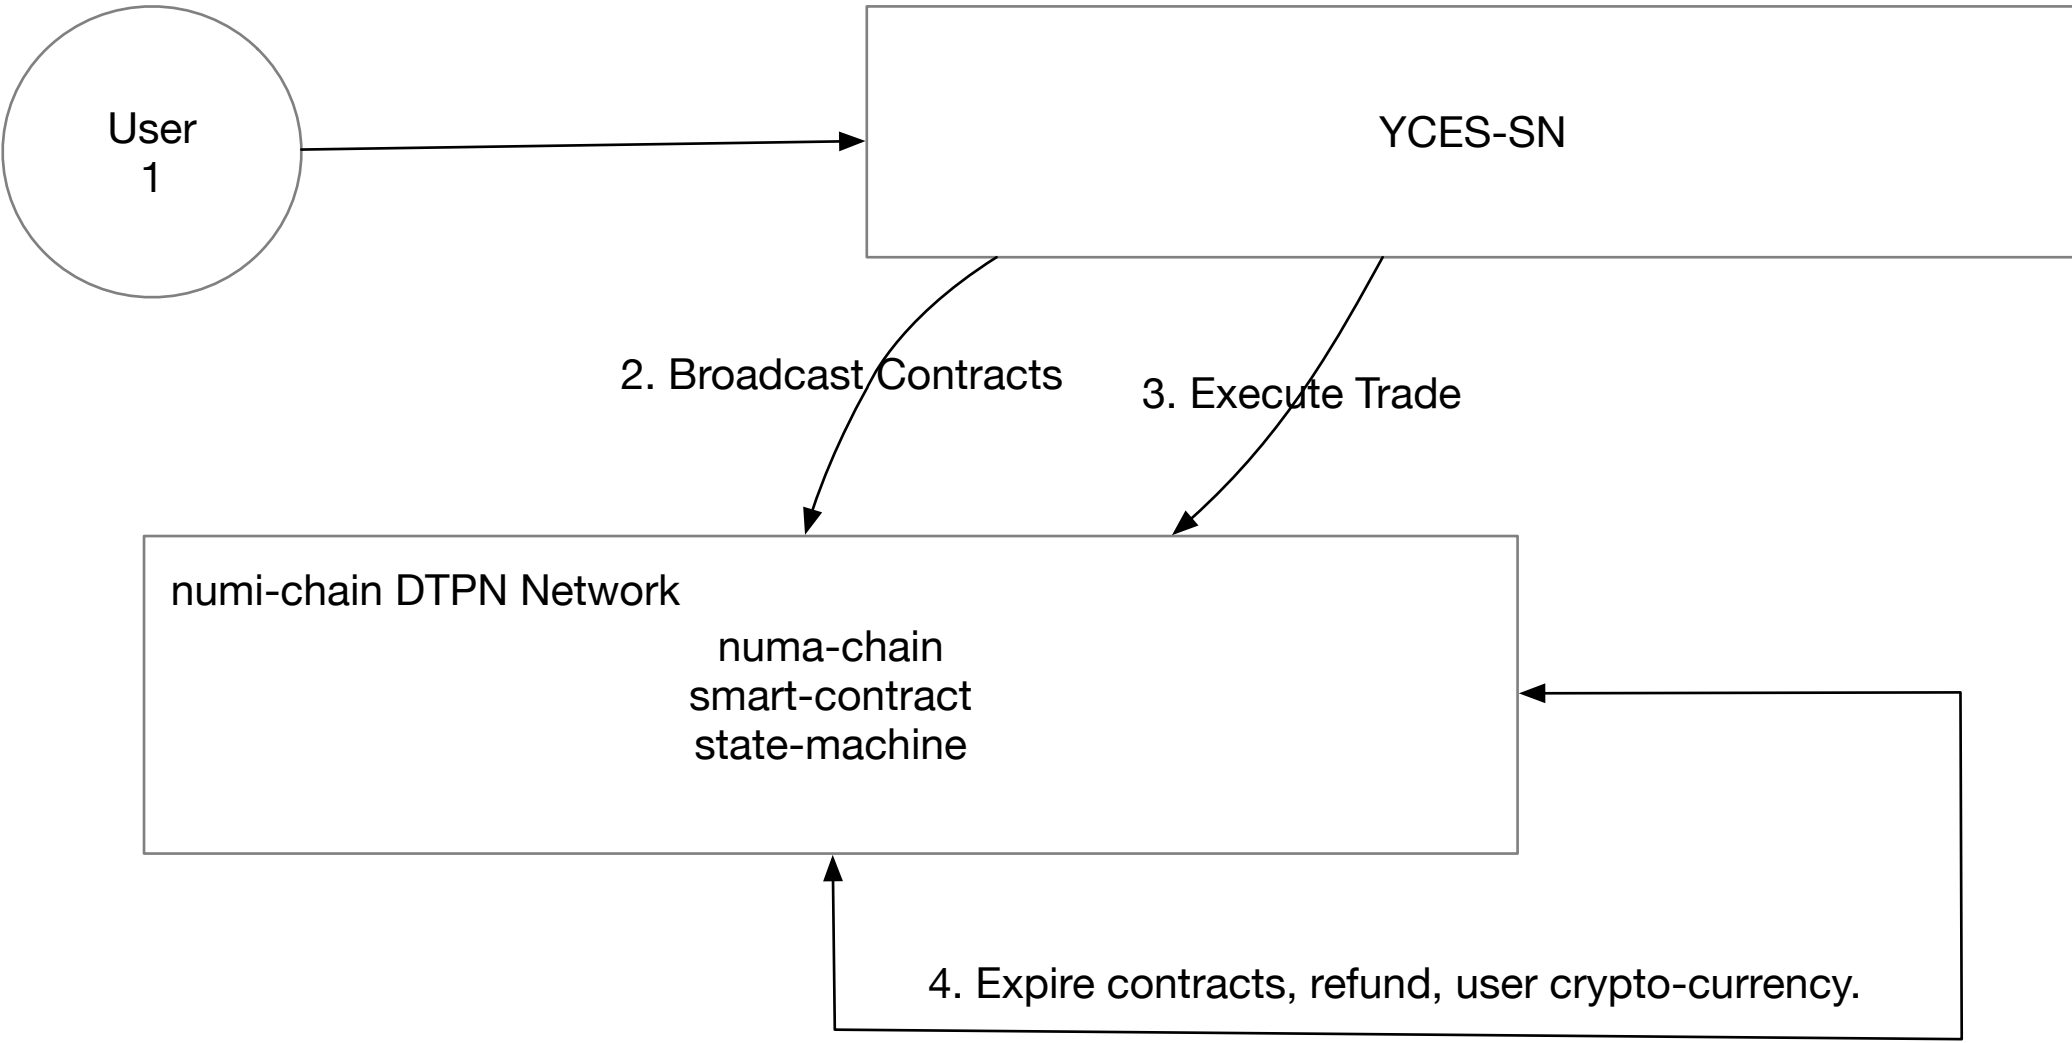 User
1
YCES-SN
2. Broadcast Contracts
3. Execute Trade
numi-chain DTPN Network
numa-chain
smart-contract
state-machine
4. Expire contracts, refund, user crypto-currency.